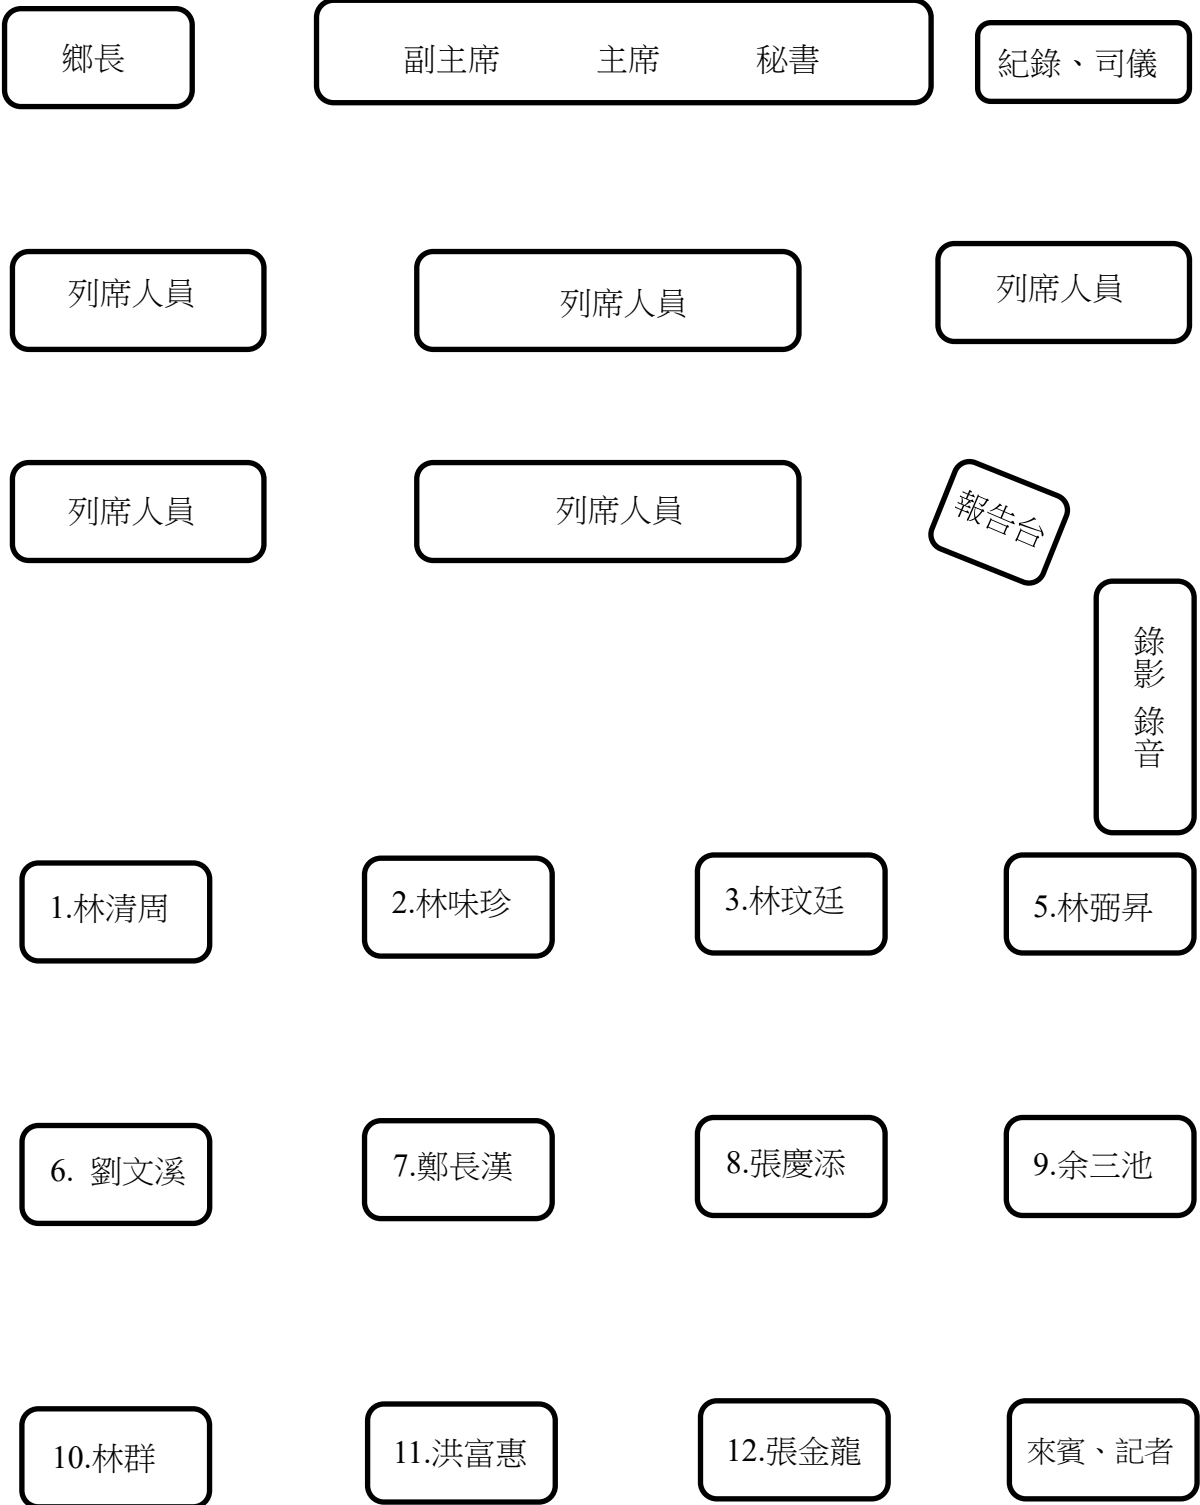 鄉長
副主席 主席 秘書
紀錄、司儀
列席人員
列席人員
列席人員
列席人員
列席人員
報告台
錄影 錄音
1.林清周
2.林味珍
3.林玟廷
5.林弼昇
6. 劉文溪
7.鄭長漢
8.張慶添
9.余三池
10.林群
11.洪富惠
12.張金龍
來賓、記者